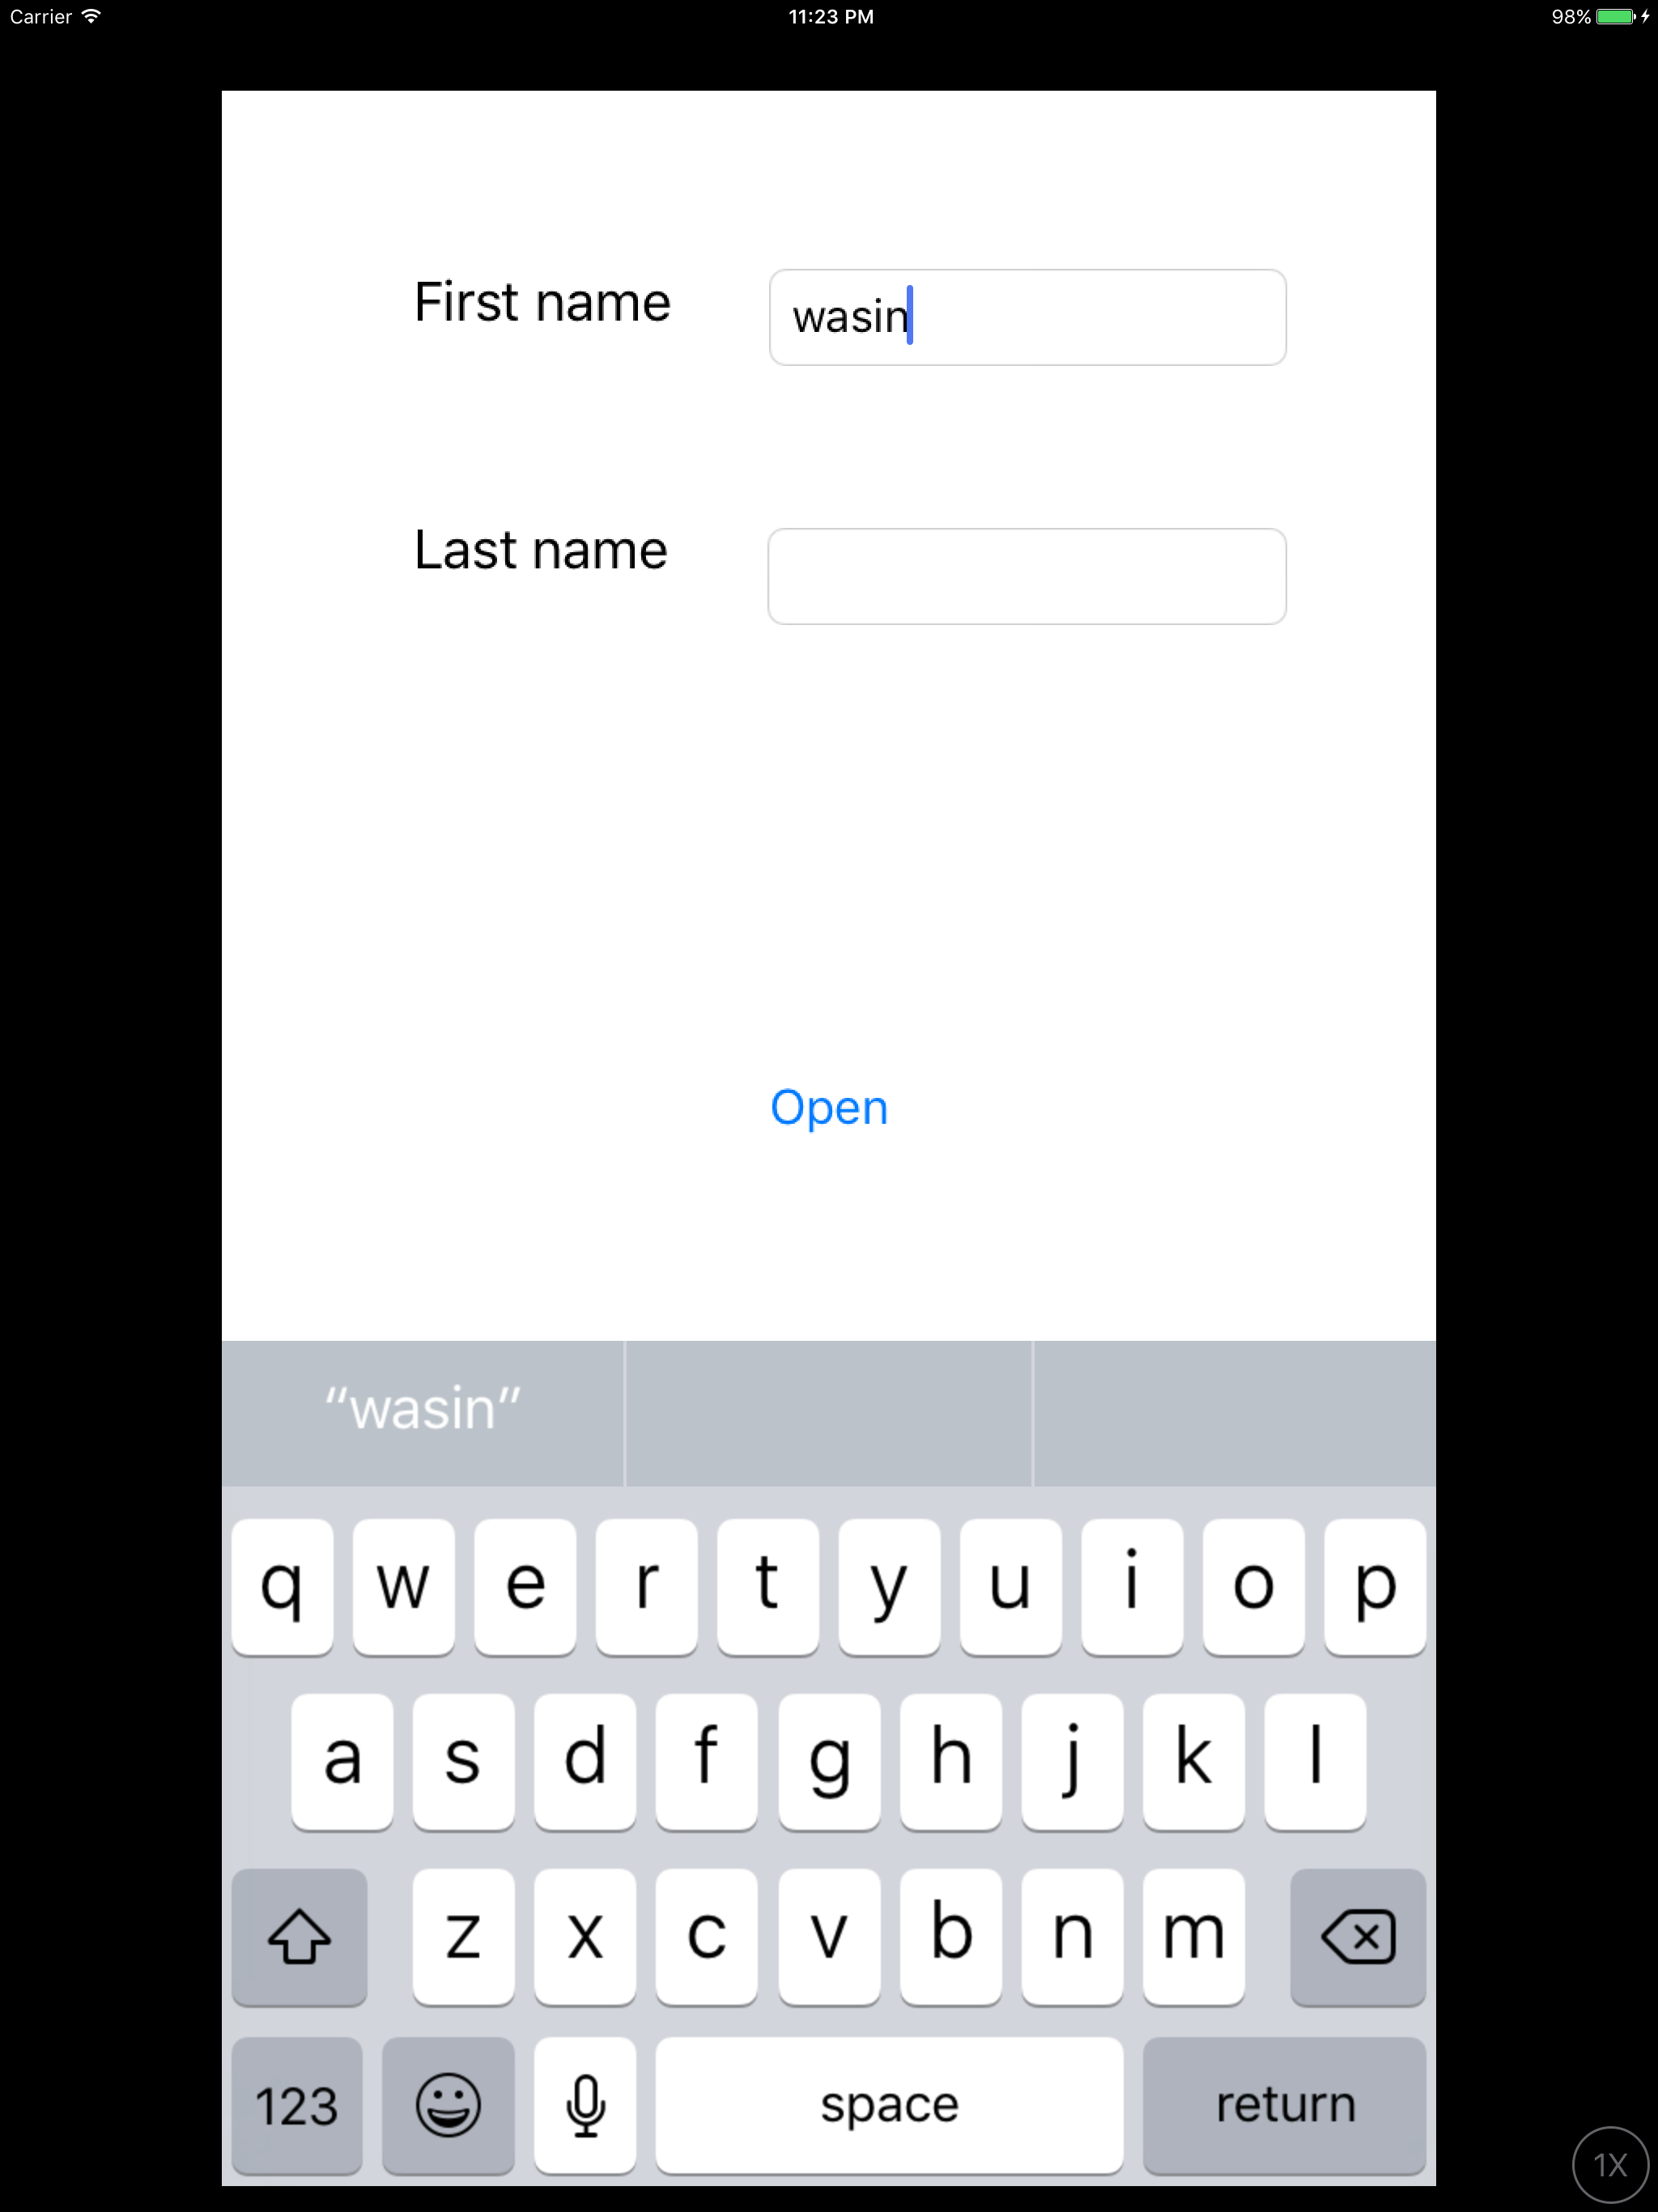 Carrier 11:23 PM 98%
First name wasin
Last name
Open
“wasin”
q w e r t y u i o p
a s d f g h j k l
z x c v b n m
123 space return
1X